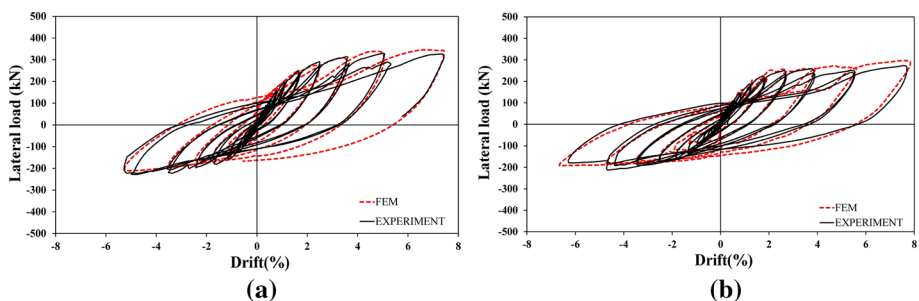 500
400
300
200
100
0
-100
-200
-300
-400
-500
Lateral load (kN)
-8 -6 -4 -2 0 2 4 6 8
Drift(%)
FEM
EXPERIMENT
(a)
500
400
300
200
100
0
-100
-200
-300
-400
-500
Lateral load (kN)
-8 -6 -4 -2 0 2 4 6 8
Drift(%)
FEM
EXPERIMENT
(b)